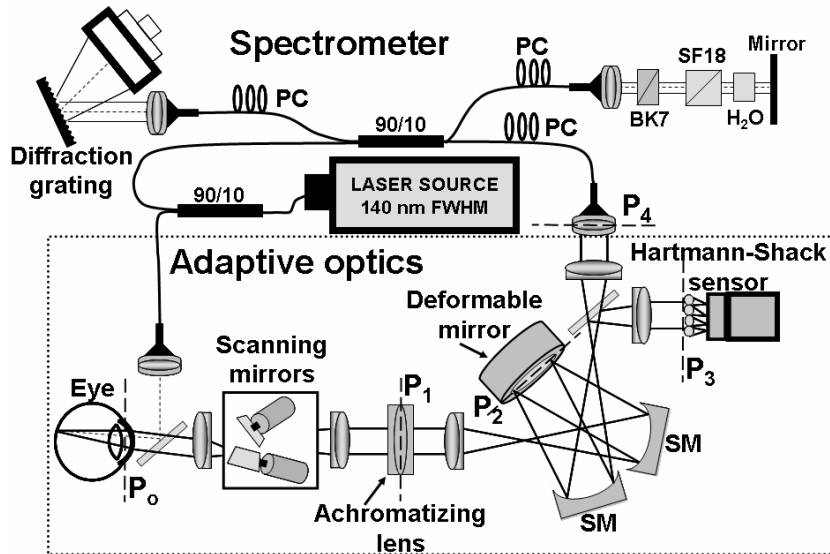 Spectrometer
PC
PC
SF18
Mirror
BK7
H₂O
PC
90/10
Diffraction
grating
90/10
LASER SOURCE
140 nm FWHM
P₄
Adaptive optics
Hartmann-Shack
sensor
Deformable
mirror
Scanning
mirrors
P₃
Eye
P₁
P₂
SM
Pₒ
Achromatizing
lens
SM